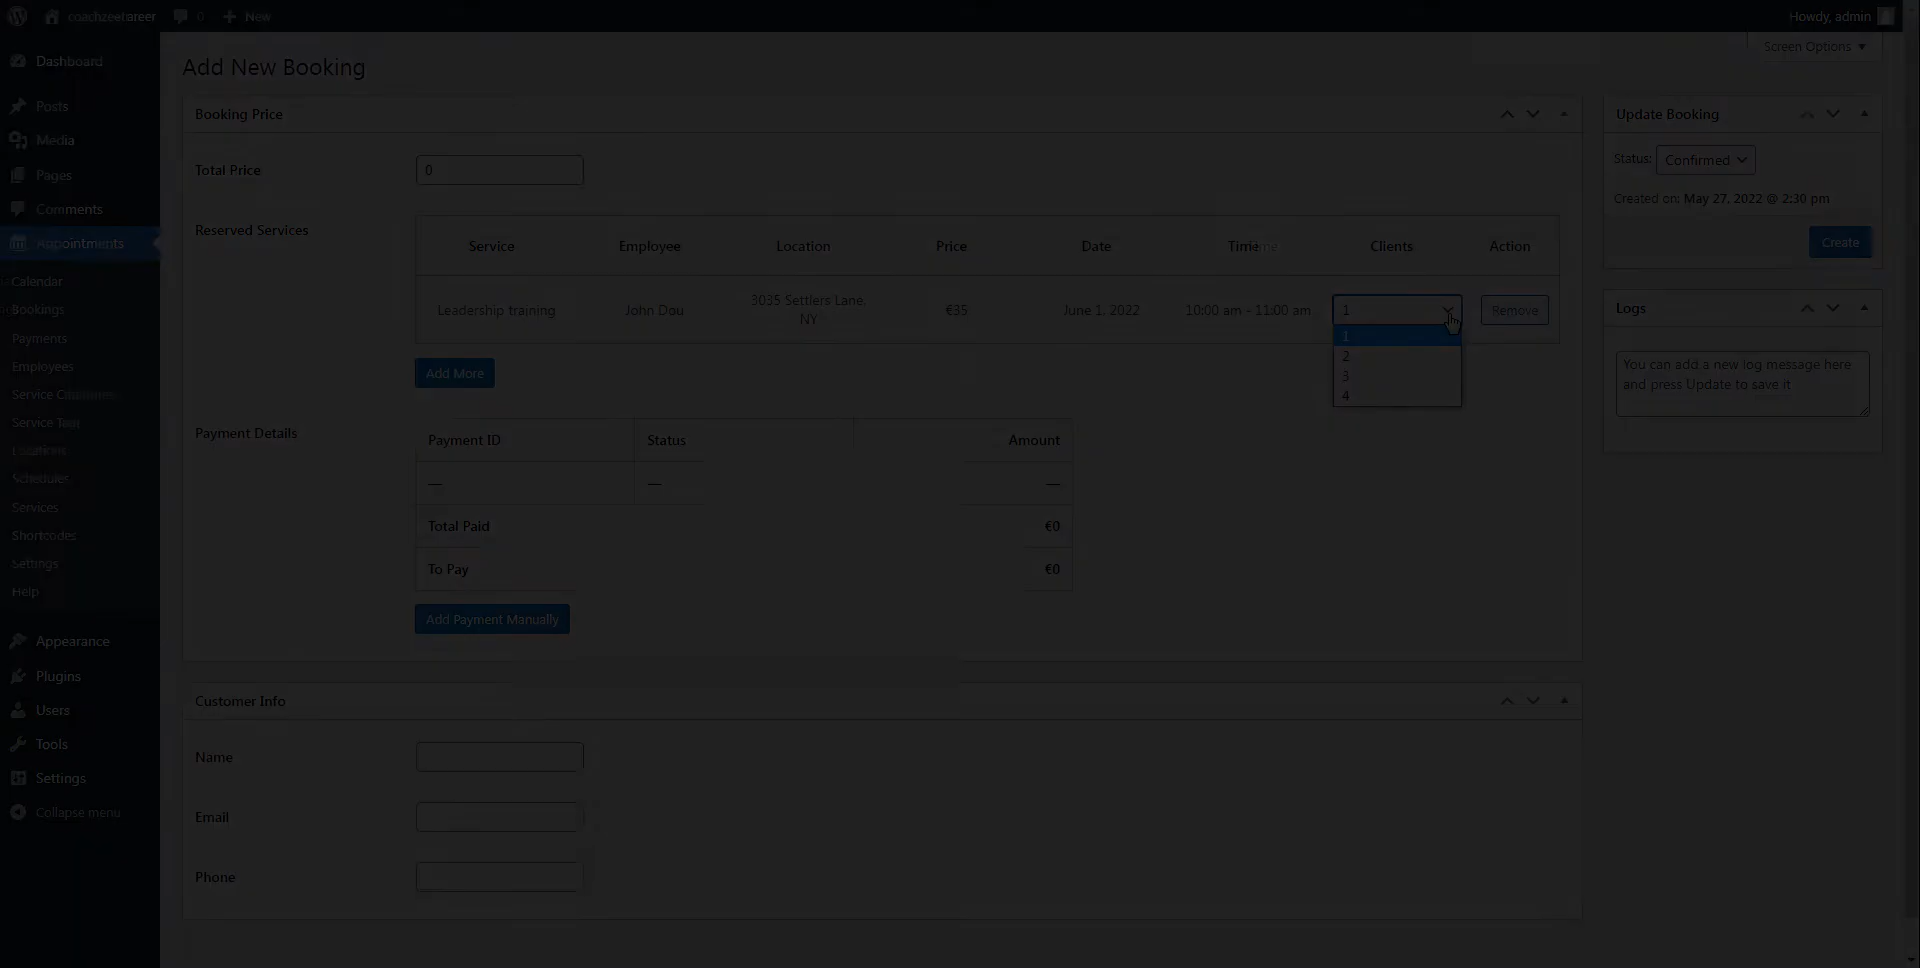 coachzeecareer 0 New Howdy, admin
Screen Options
Dashboard
Posts
Media
Pages
Comments
Appointments
Calendar
Bookings
Payments
Employees
Service
Service
Locations
Schedules
Services
Shortcodes
Settings
Help
Appearance
Plugins
Users
Tools
Settings
Collapse menu
Add New Booking
Booking Price
Total Price 0
Reserved Services
Service Employee Location Price Date Time Clients Action
Leadership training John Dou 3035 Settlers Lane, €35 June 1, 2022 10:00 am - 11:00 am 1 Remove
NY
1
2
3
4
Add More
Payment Details
Payment ID Status Amount
— — —
Total Paid €0
To Pay €0
Add Payment Manually
Customer Info
Name
Email
Phone
Update Booking
Status: Confirmed
Created on: May 27, 2022 @ 2:30 pm
Create
Logs
You can add a new log message here
and press Update to save it